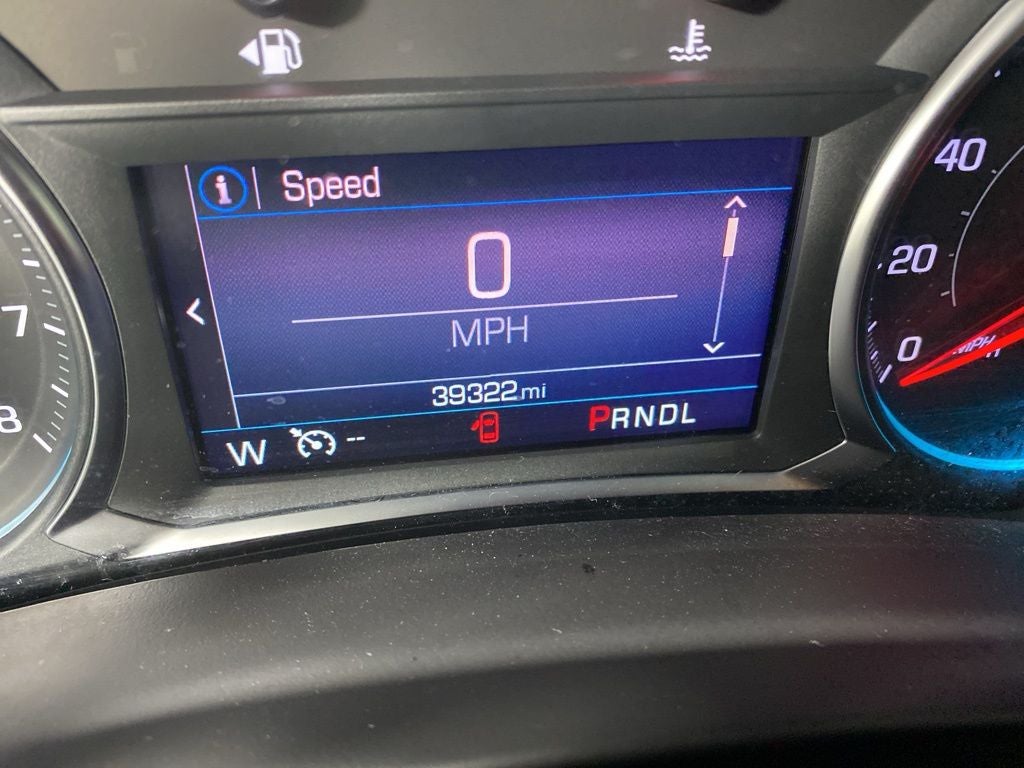 Speed
0
MPH
39322 mi
W -- PRNDL
7
8
40
20
0
MPH